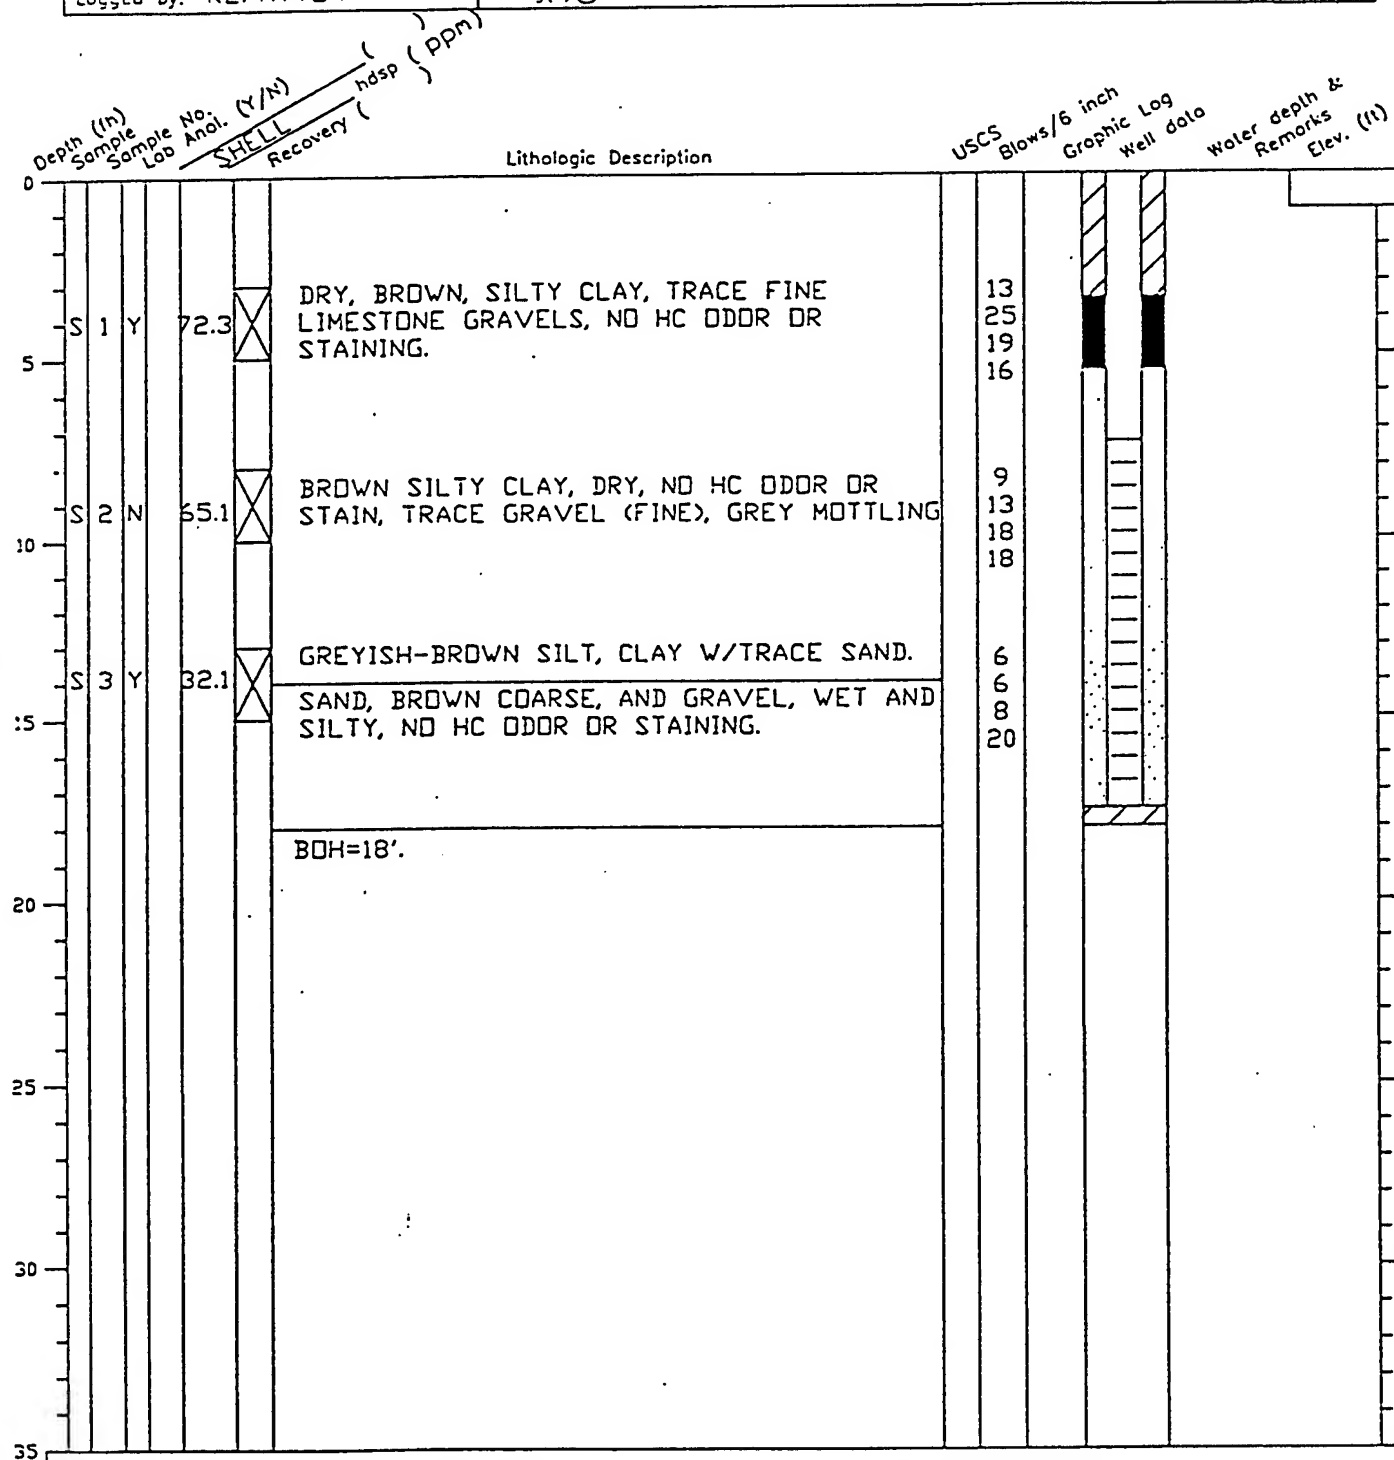 Logged by:
Depth (fn)
Sample
Sample No.
Lab Anal. (Y/N)
SHELL ( )
hdsp (ppm)
Recovery ( )
Lithologic Description
USCS
Blows/6 inch
Graphic Log
Well data
Water depth &
Remarks
Elev. (ft)
0
S 1 Y 72.3
DRY, BROWN, SILTY CLAY, TRACE FINE
LIMESTONE GRAVELS, NO HC ODOR OR
STAINING.
13
25
19
16
5
S 2 N 65.1
BROWN SILTY CLAY, DRY, NO HC ODOR OR
STAIN, TRACE GRAVEL (FINE), GREY MOTTLING
9
13
18
18
10
S 3 Y 32.1
GREYISH-BROWN SILT, CLAY W/TRACE SAND.
SAND, BROWN COARSE, AND GRAVEL, WET AND
SILTY, NO HC ODOR OR STAINING.
6
6
8
20
15
BOH=18'.
20
25
30
35